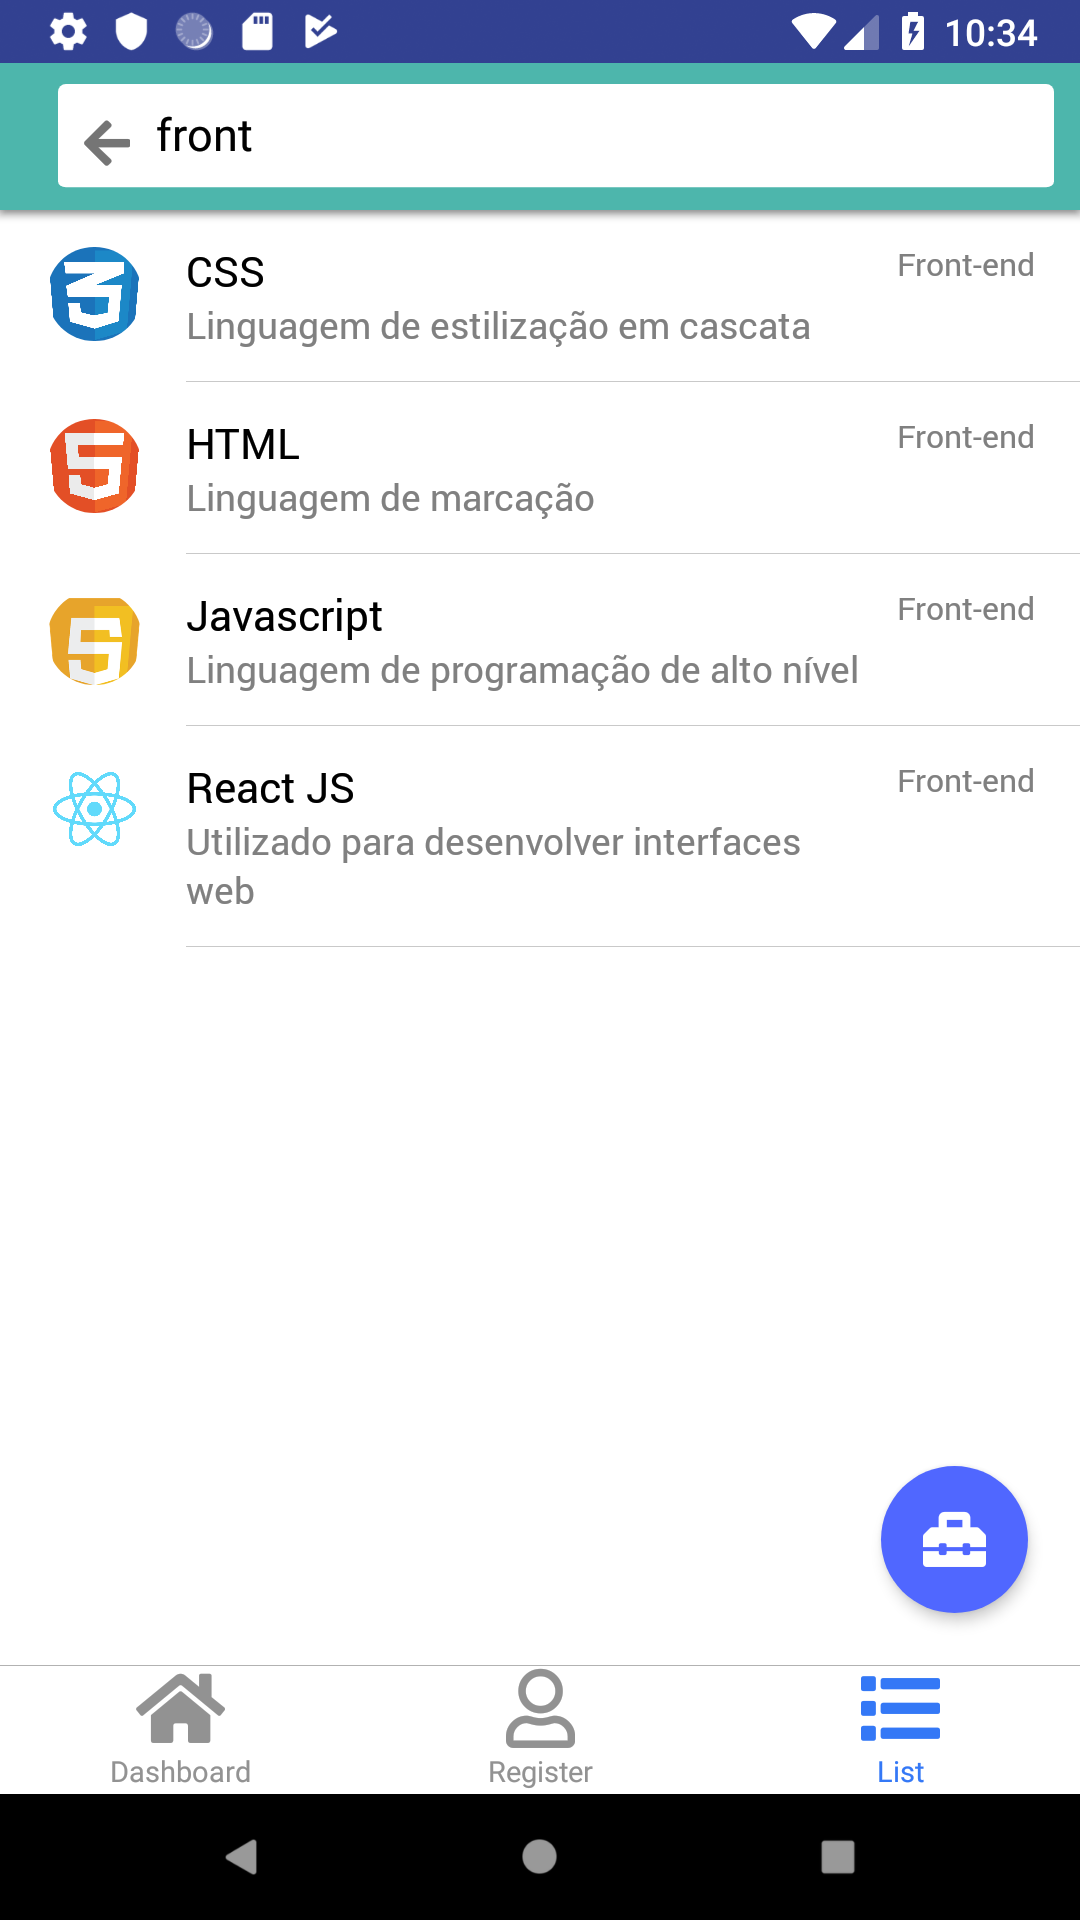 10:34
front
CSS
Front-end
Linguagem de estilização em cascata
HTML
Front-end
Linguagem de marcação
Javascript
Front-end
Linguagem de programação de alto nível
React JS
Front-end
Utilizado para desenvolver interfaces
web
Dashboard
Register
List